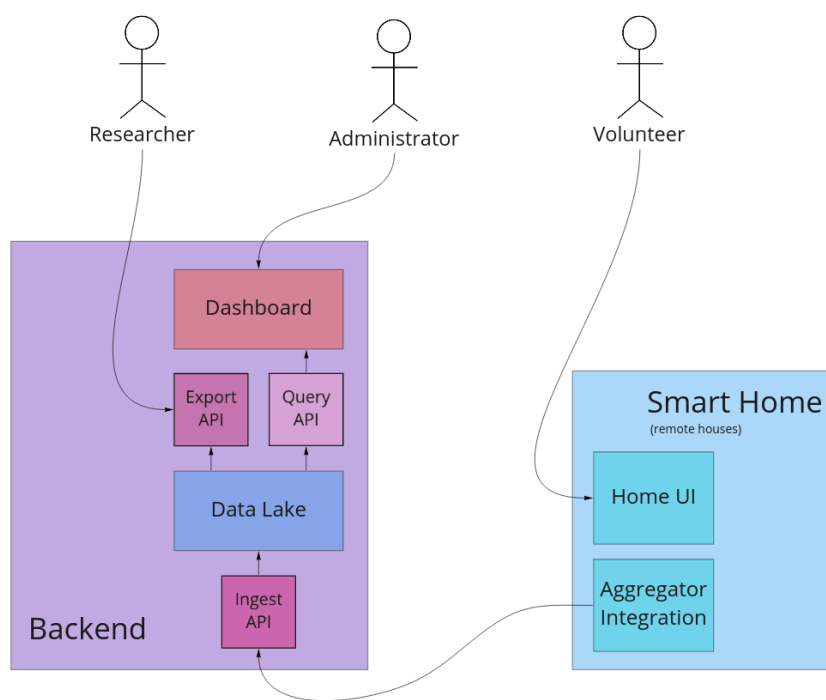 Researcher
Administrator
Volunteer
Dashboard
Export
API
Query
API
Data Lake
Ingest
API
Backend
Smart Home
(remote houses)
Home UI
Aggregator
Integration